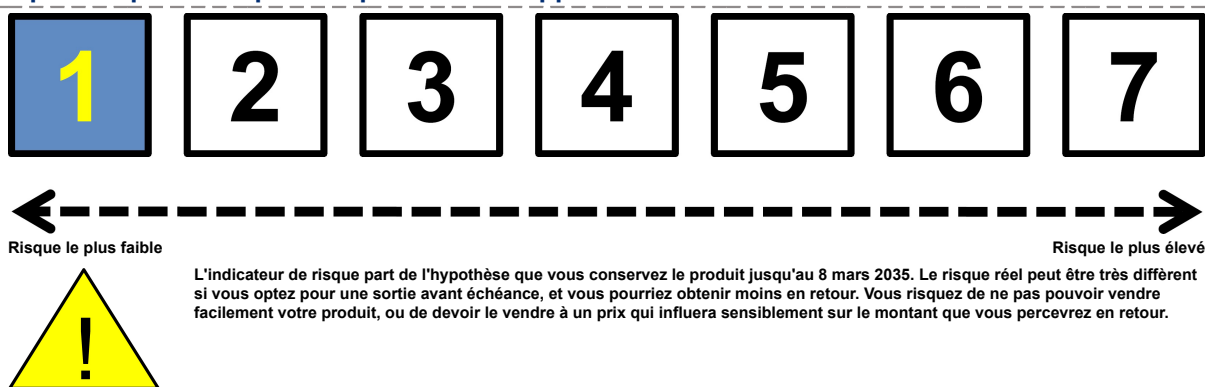 1 2 3 4 5 6 7
Risque le plus faible
Risque le plus élevé
L'indicateur de risque part de l'hypothèse que vous conservez le produit jusqu'au 8 mars 2035. Le risque réel peut être très diffèrent
si vous optez pour une sortie avant échéance, et vous pourriez obtenir moins en retour. Vous risquez de ne pas pouvoir vendre
facilement votre produit, ou de devoir le vendre à un prix qui influera sensiblement sur le montant que vous percevrez en retour.
!